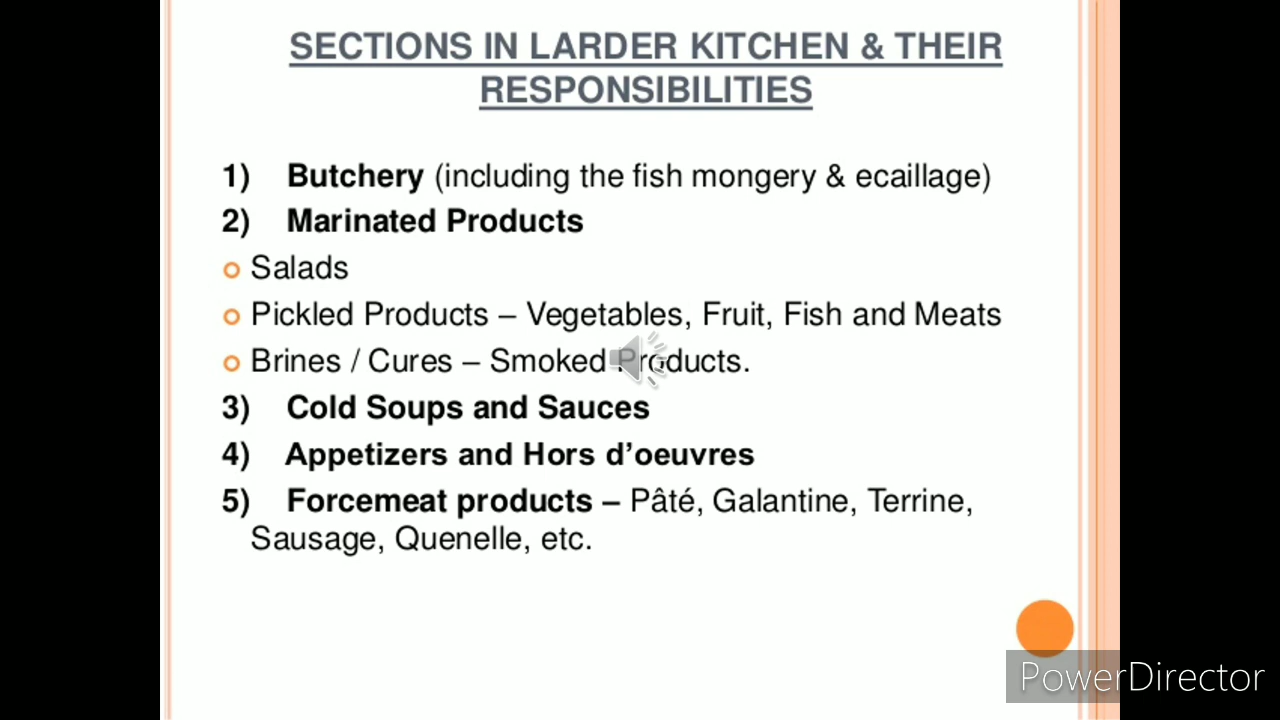 SECTIONS IN LARDER KITCHEN & THEIR
RESPONSIBILITIES
1) Butchery (including the fish mongery & ecaillage)
2) Marinated Products
Salads
Pickled Products – Vegetables, Fruit, Fish and Meats
Brines / Cures – Smoked Products.
3) Cold Soups and Sauces
4) Appetizers and Hors d’oeuvres
5) Forcemeat products – Pâté, Galantine, Terrine,
Sausage, Quenelle, etc.
PowerDirector